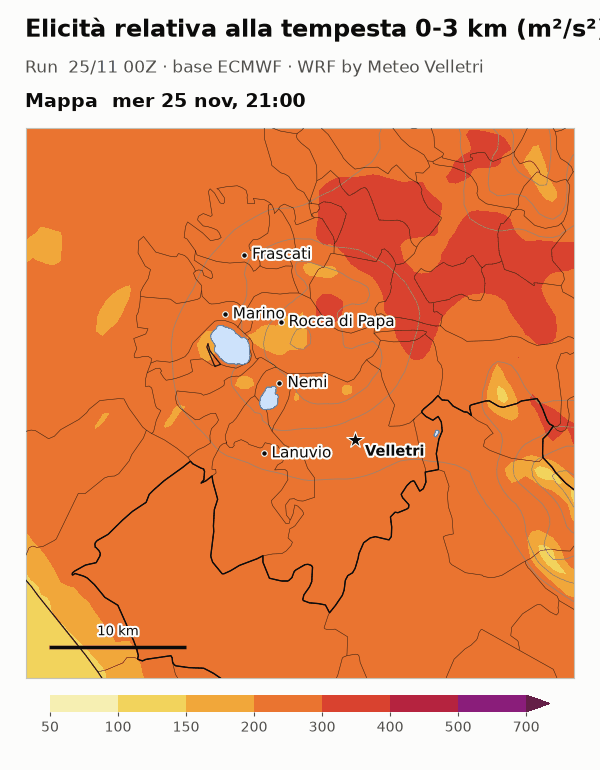 Elicità relativa alla tempesta 0-3 km (m²/s²)
Run  25/11 00Z · base ECMWF · WRF by Meteo Velletri
Mappa  mer 25 nov, 21:00
Frascati
Marino
Rocca di Papa
Nemi
Velletri
Lanuvio
10 km
50 100 150 200 300 400 500 700